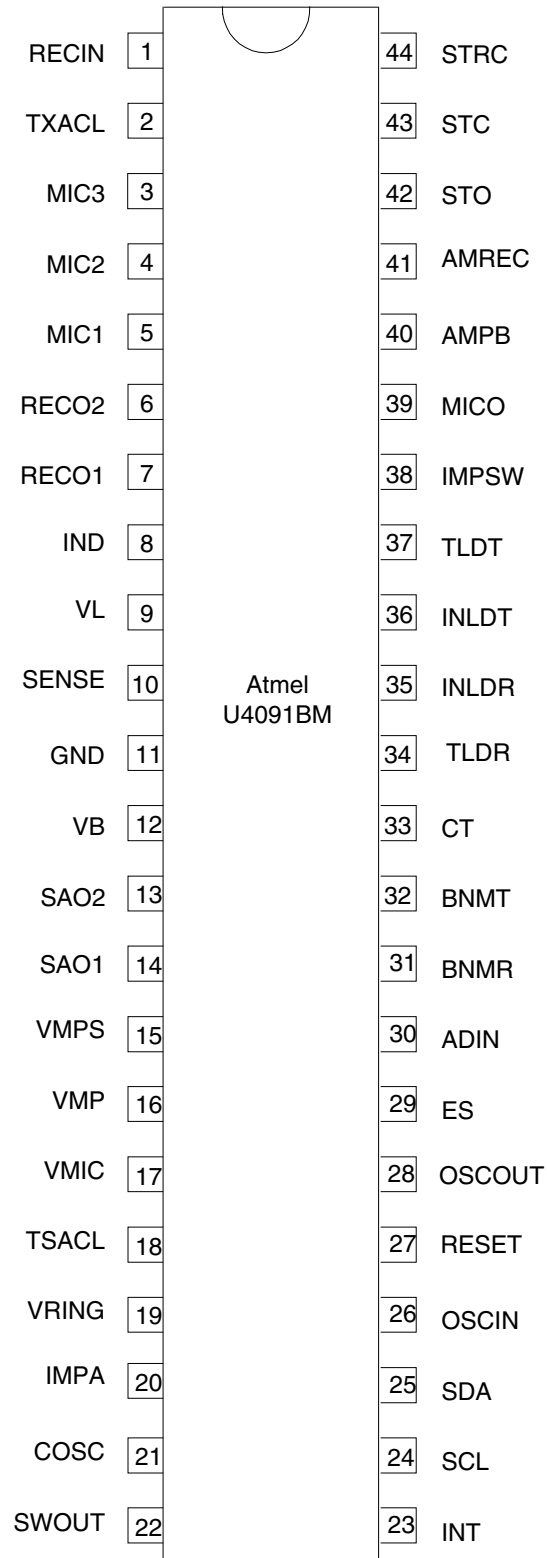 RECIN 1 44 STRC
TXACL 2 43 STC
MIC3 3 42 STO
MIC2 4 41 AMREC
MIC1 5 40 AMPB
RECO2 6 39 MICO
RECO1 7 38 IMPSW
IND 8 37 TLDT
VL 9 36 INLDT
SENSE 10 Atmel 35 INLDR
U4091BM
GND 11 34 TLDR
VB 12 33 CT
SAO2 13 32 BNMT
SAO1 14 31 BNMR
VMPS 15 30 ADIN
VMP 16 29 ES
VMIC 17 28 OSCOUT
TSACL 18 27 RESET
VRING 19 26 OSCIN
IMPA 20 25 SDA
COSC 21 24 SCL
SWOUT 22 23 INT